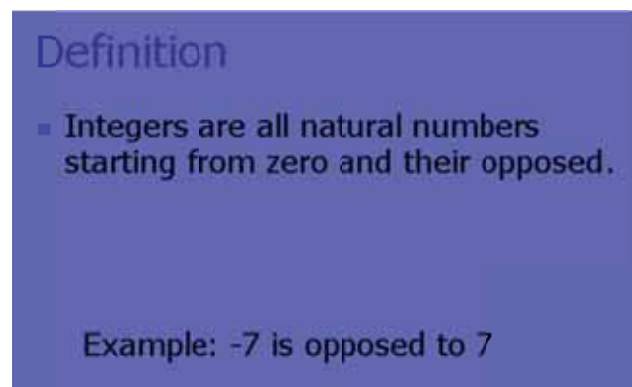 Definition
Integers are all natural numbers
starting from zero and their opposed.
Example: -7 is opposed to 7